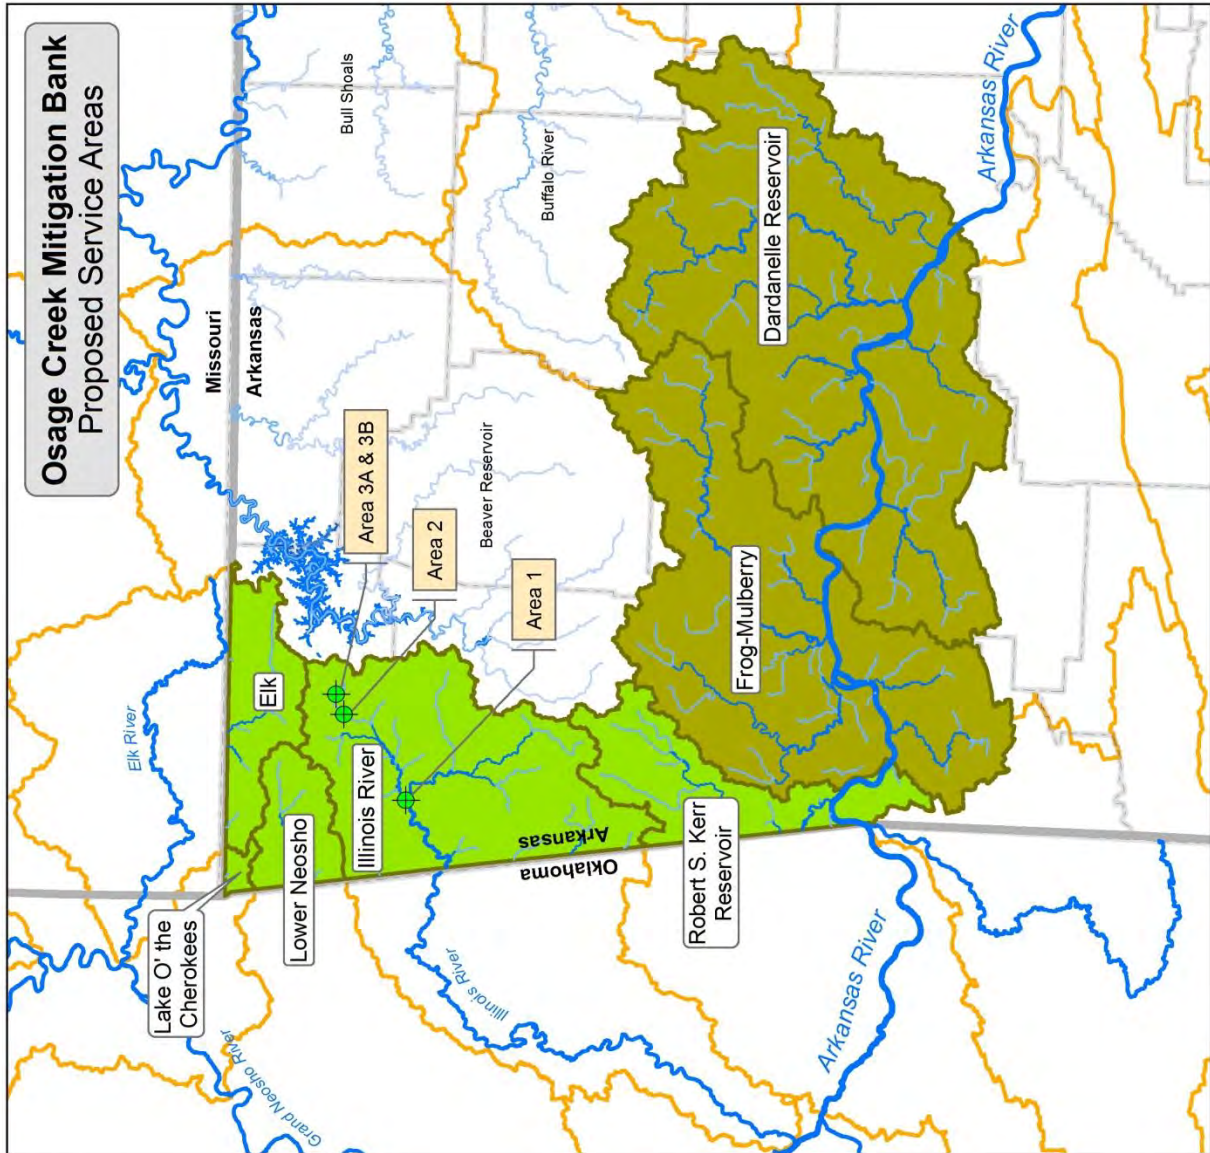 Osage Creek Mitigation Bank
Proposed Service Areas
Missouri
Arkansas
Bull Shoals
Buffalo River
Beaver Reservoir
Area 3A & 3B
Area 2
Area 1
Elk River
Elk
Lake O' the
Cherokees
Lower Neosho
Illinois River
Grand Neosho River
Illinois River
Arkansas
Oklahoma
Robert S. Kerr
Reservoir
Frog-Mulberry
Dardanelle Reservoir
Arkansas River
Arkansas River